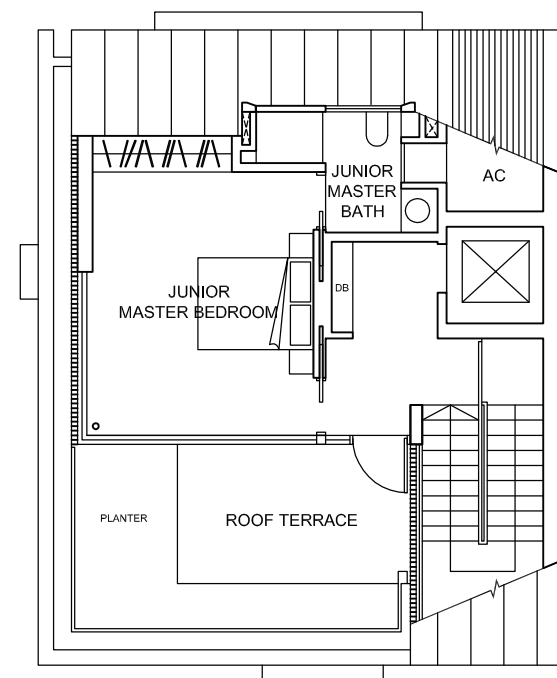 JUNIOR
MASTER
BATH
AC
DB
JUNIOR
MASTER BEDROOM
PLANTER
ROOF TERRACE